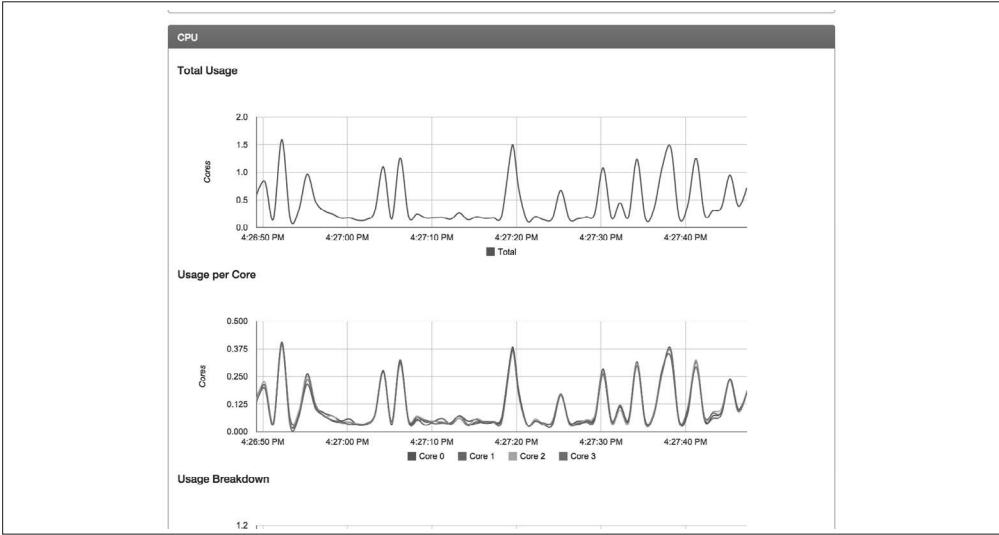 CPU
Total Usage
2.0
1.5
1.0
0.5
0.0
Cores
4:26:50 PM 4:27:00 PM 4:27:10 PM 4:27:20 PM 4:27:30 PM 4:27:40 PM
Total
Usage per Core
0.500
0.375
0.250
0.125
0.000
Cores
4:26:50 PM 4:27:00 PM 4:27:10 PM 4:27:20 PM 4:27:30 PM 4:27:40 PM
Core 0 Core 1 Core 2 Core 3
Usage Breakdown
1.2